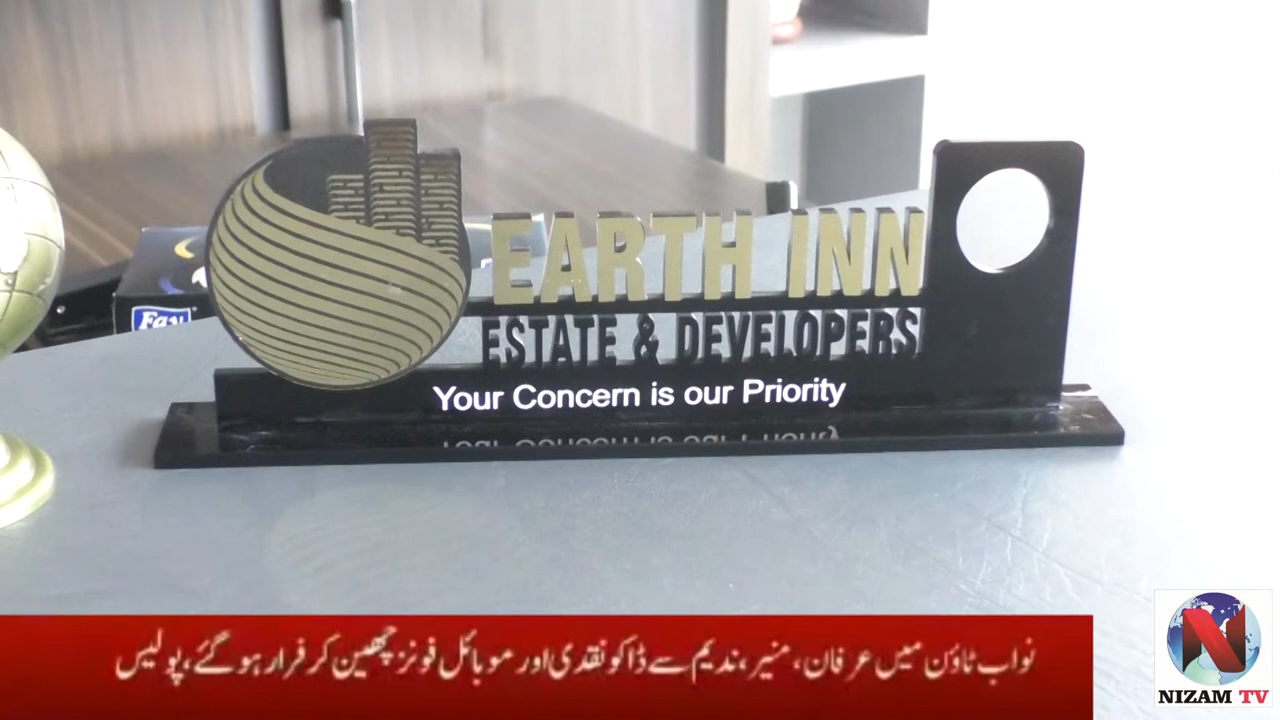 EARTH INN
ESTATE & DEVELOPERS
Your Concern is our Priority
Fay
نواب ٹاؤن میں عرفان، منیر، ندیم سے ڈاکو نقدی اور موبائل فونز چھین کر فرار ہو گئے، پولیس
N
NIZAM TV